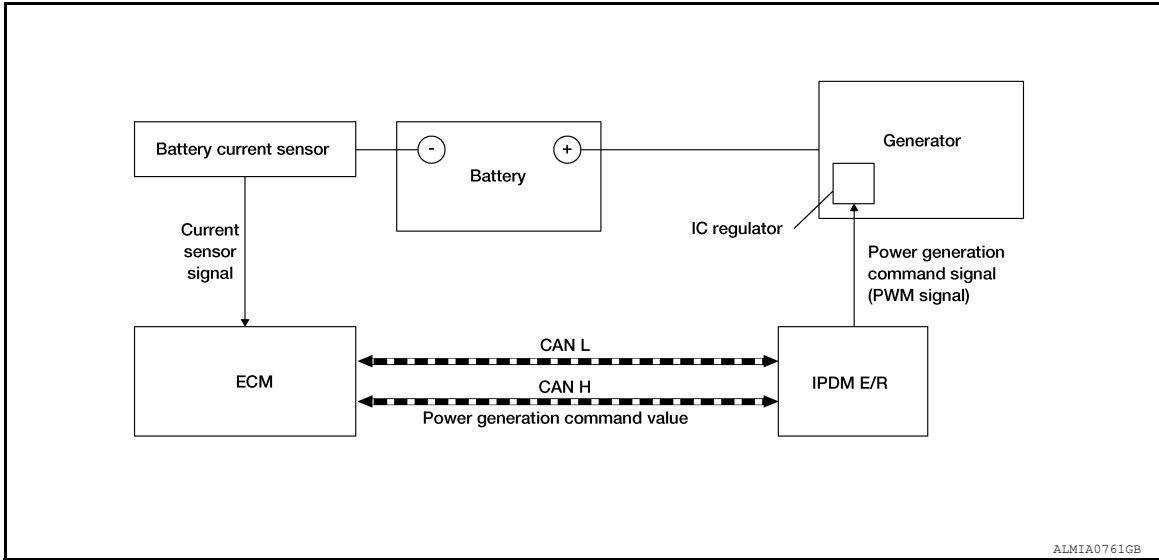 Battery current sensor
-
+
Battery
Generator
IC regulator
Current
sensor
signal
Power generation
command signal
(PWM signal)
ECM
CAN L
CAN H
Power generation command value
IPDM E/R
ALMIA0761GB